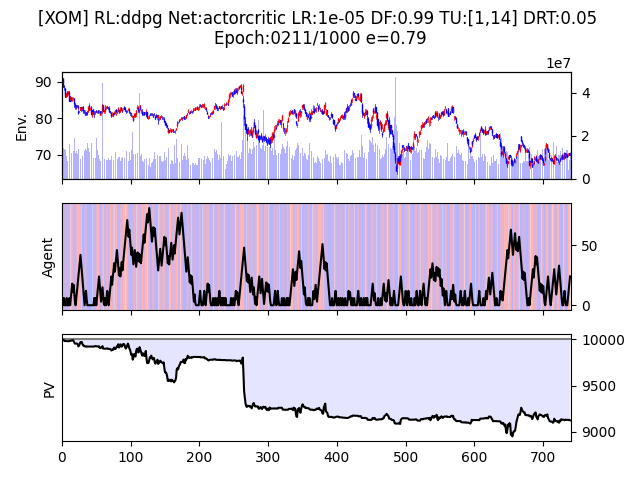 [XOM] RL:ddpg Net:actorcritic LR:1e-05 DF:0.99 TU:[1,14] DRT:0.05
Epoch:0211/1000 e=0.79
1e7
Env.
90
80
70
4
2
0
Agent
50
0
PV
10000
9500
9000
0 100 200 300 400 500 600 700